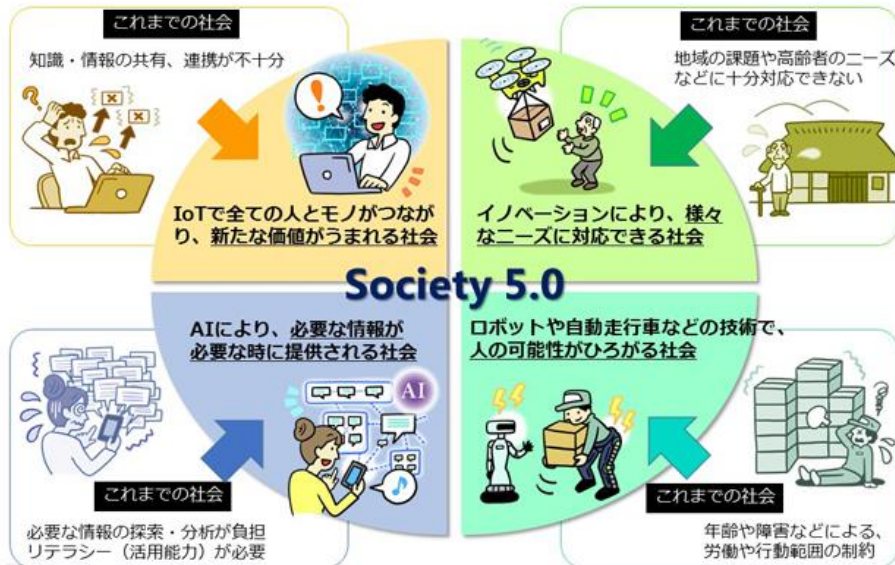 これまでの社会
知識・情報の共有、連携が不十分
IoTで全ての人とモノがつなが
り、新たな価値がうまれる社会
これまでの社会
地域の課題や高齢者のニーズ
などに十分対応できない
イノベーションにより、様々
なニーズに対応できる社会
Society 5.0
AIにより、必要な情報が
必要な時に提供される社会
AI
これまでの社会
必要な情報の探索・分析が負担
リテラシー（活用能力）が必要
ロボットや自動走行車などの技術で、
人の可能性がひろがる社会
これまでの社会
年齢や障害などによる、
労働や行動範囲の制約